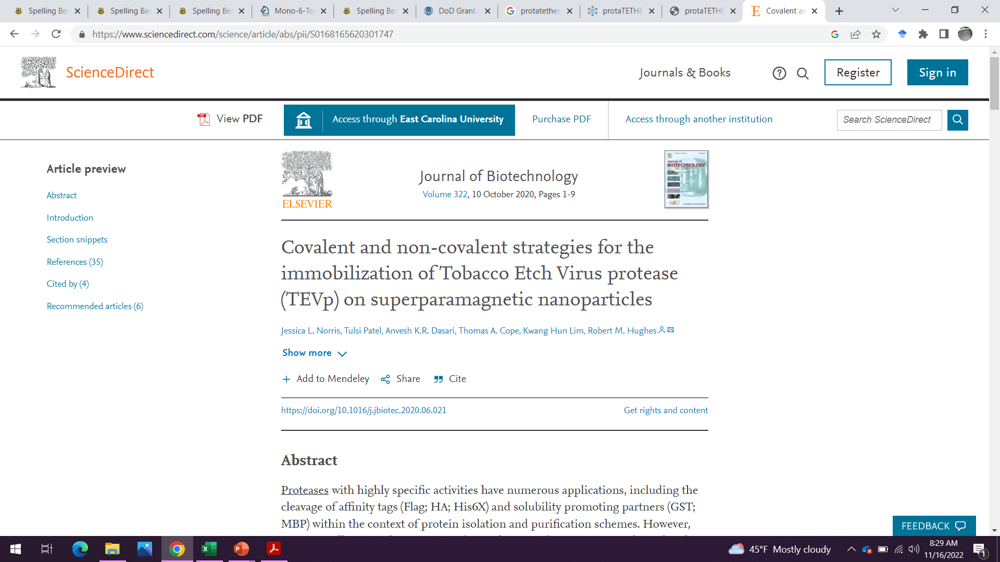 Spelling Be
Spelling Be
Spelling Be
Mono-6-To
Spelling Be
DoD Grant
protatether
protaTETHE
protaTETHE
Covalent a
https://www.sciencedirect.com/science/article/abs/pii/S0168165620301747
ScienceDirect
Journals & Books
Register
Sign in
View PDF
Access through East Carolina University
Purchase PDF
Access through another institution
Search ScienceDirect
Article preview
Abstract
Introduction
Section snippets
References (35)
Cited by (4)
Recommended articles (6)
ELSEVIER
Journal of Biotechnology
Volume 322, 10 October 2020, Pages 1-9
Journal of
BIOTECHNOLOGY
Covalent and non-covalent strategies for the
immobilization of Tobacco Etch Virus protease
(TEVp) on superparamagnetic nanoparticles
Jessica L. Norris, Tulsi Patel, Anvesh K.R. Dasari, Thomas A. Cope, Kwang Hun Lim, Robert M. Hughes
Show more
Add to Mendeley
Share
Cite
https://doi.org/10.1016/j.jbiotec.2020.06.021
Get rights and content
Abstract
Proteases with highly specific activities have numerous applications, including the
cleavage of affinity tags (Flag; HA; His6X) and solubility promoting partners (GST;
MBP) within the context of protein isolation and purification schemes. However,
FEEDBACK
45°F Mostly cloudy
8:29 AM
11/16/2022
1